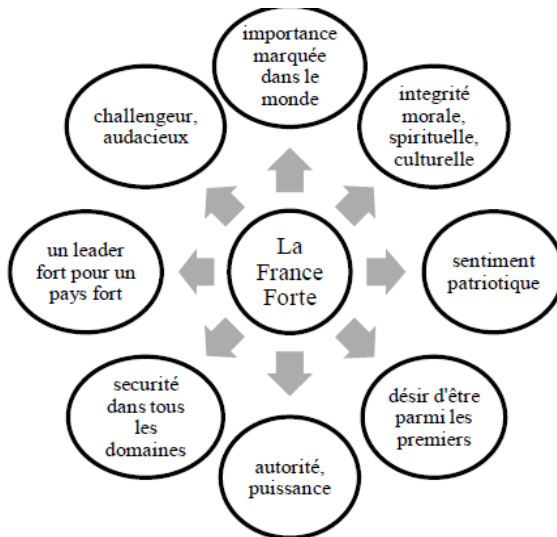 importance
marquée
dans le
monde
integrité
morale,
spirituelle,
culturelle
sentiment
patriotique
désir d'être
parmi les
premiers
autorité,
puissance
securité
dans tous
les
domaines
un leader
fort pour un
pays fort
challengeur,
audacieux
La
France
Forte